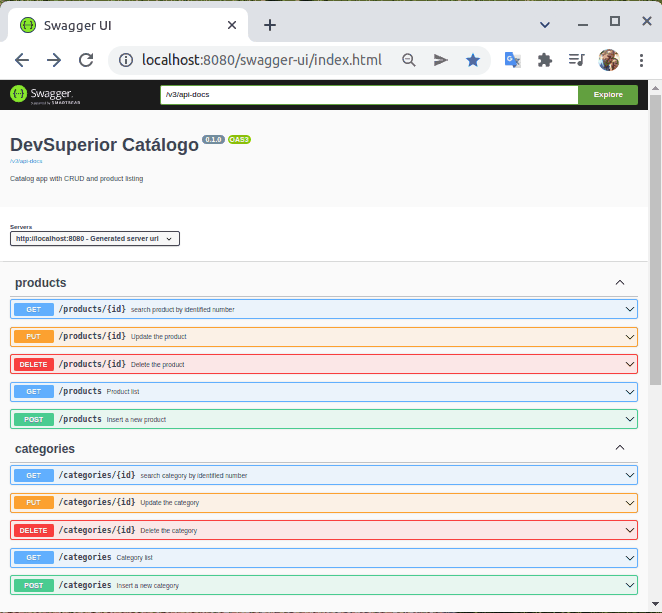 Swagger UI
localhost:8080/swagger-ui/index.html
Swagger.
Supported by SMARTBEAR
/v3/api-docs
Explore
DevSuperior Catálogo 0.1.0 OAS3
/v3/api-docs
Catalog app with CRUD and product listing
Servers
http://localhost:8080 - Generated server url
products
GET /products/{id} search product by identified number
PUT /products/{id} Update the product
DELETE /products/{id} Delete the product
GET /products Product list
POST /products Insert a new product
categories
GET /categories/{id} search category by identified number
PUT /categories/{id} Update the category
DELETE /categories/{id} Delete the category
GET /categories Category list
POST /categories Insert a new category